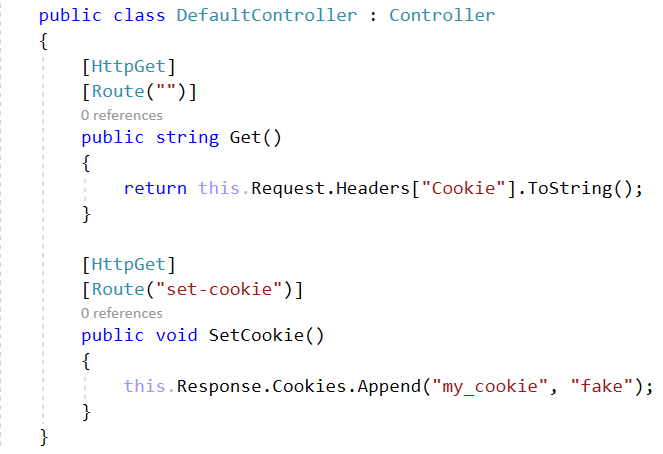 public class DefaultController : Controller
{
[HttpGet]
[Route("")]
0 references
public string Get()
{
return this.Request.Headers["Cookie"].ToString();
}
[HttpGet]
[Route("set-cookie")]
0 references
public void SetCookie()
{
this.Response.Cookies.Append("my_cookie", "fake");
}
}